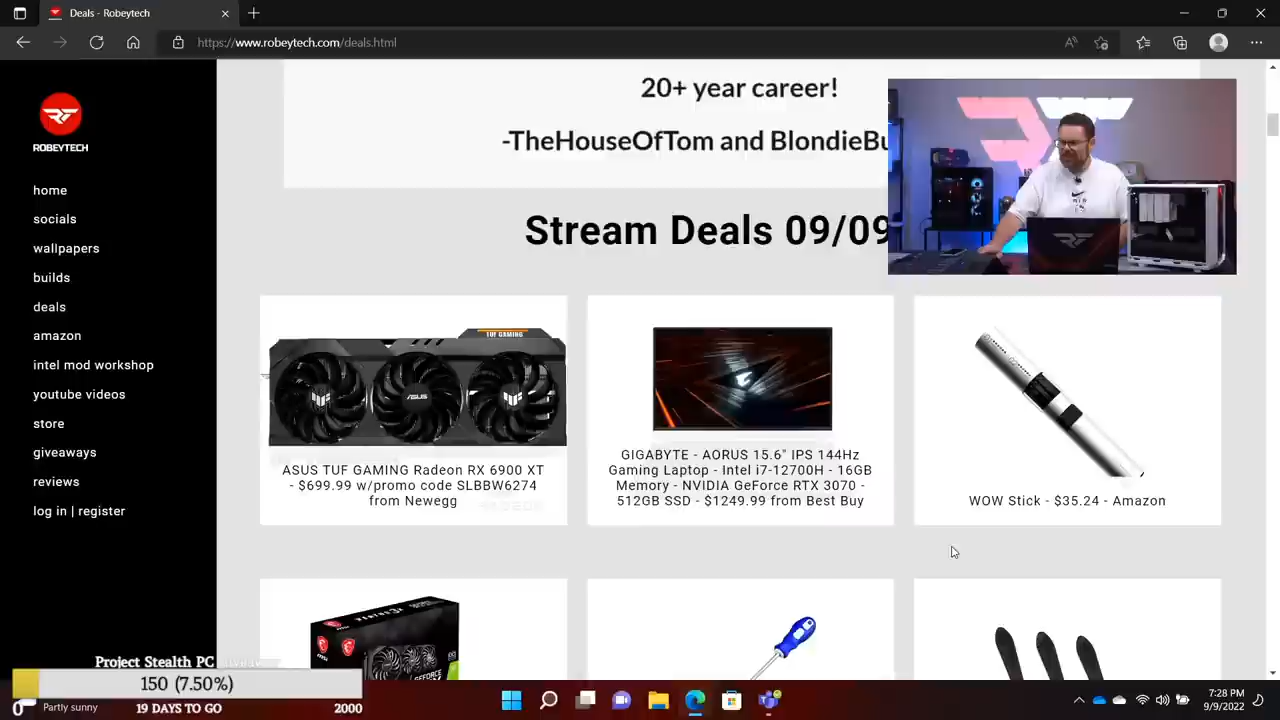 Deals - Robeytech
https://www.robeytech.com/deals.html
ROBEYTECH
home
socials
wallpapers
builds
deals
amazon
intel mod workshop
youtube videos
store
giveaways
reviews
log in | register
20+ year career!
-TheHouseOfTom and BlondieBu
Stream Deals 09/09
TUF GAMING
ASUS
ASUS TUF GAMING Radeon RX 6900 XT
- $699.99 w/promo code SLBBW6274
from Newegg
GIGABYTE - AORUS 15.6" IPS 144Hz
Gaming Laptop - Intel i7-12700H - 16GB
Memory - NVIDIA GeForce RTX 3070 -
512GB SSD - $1249.99 from Best Buy
WOW Stick - $35.24 - Amazon
Project Stealth PC
150 (7.50%)
0
19 DAYS TO GO
2000
Partly sunny
7:28 PM
9/9/2022